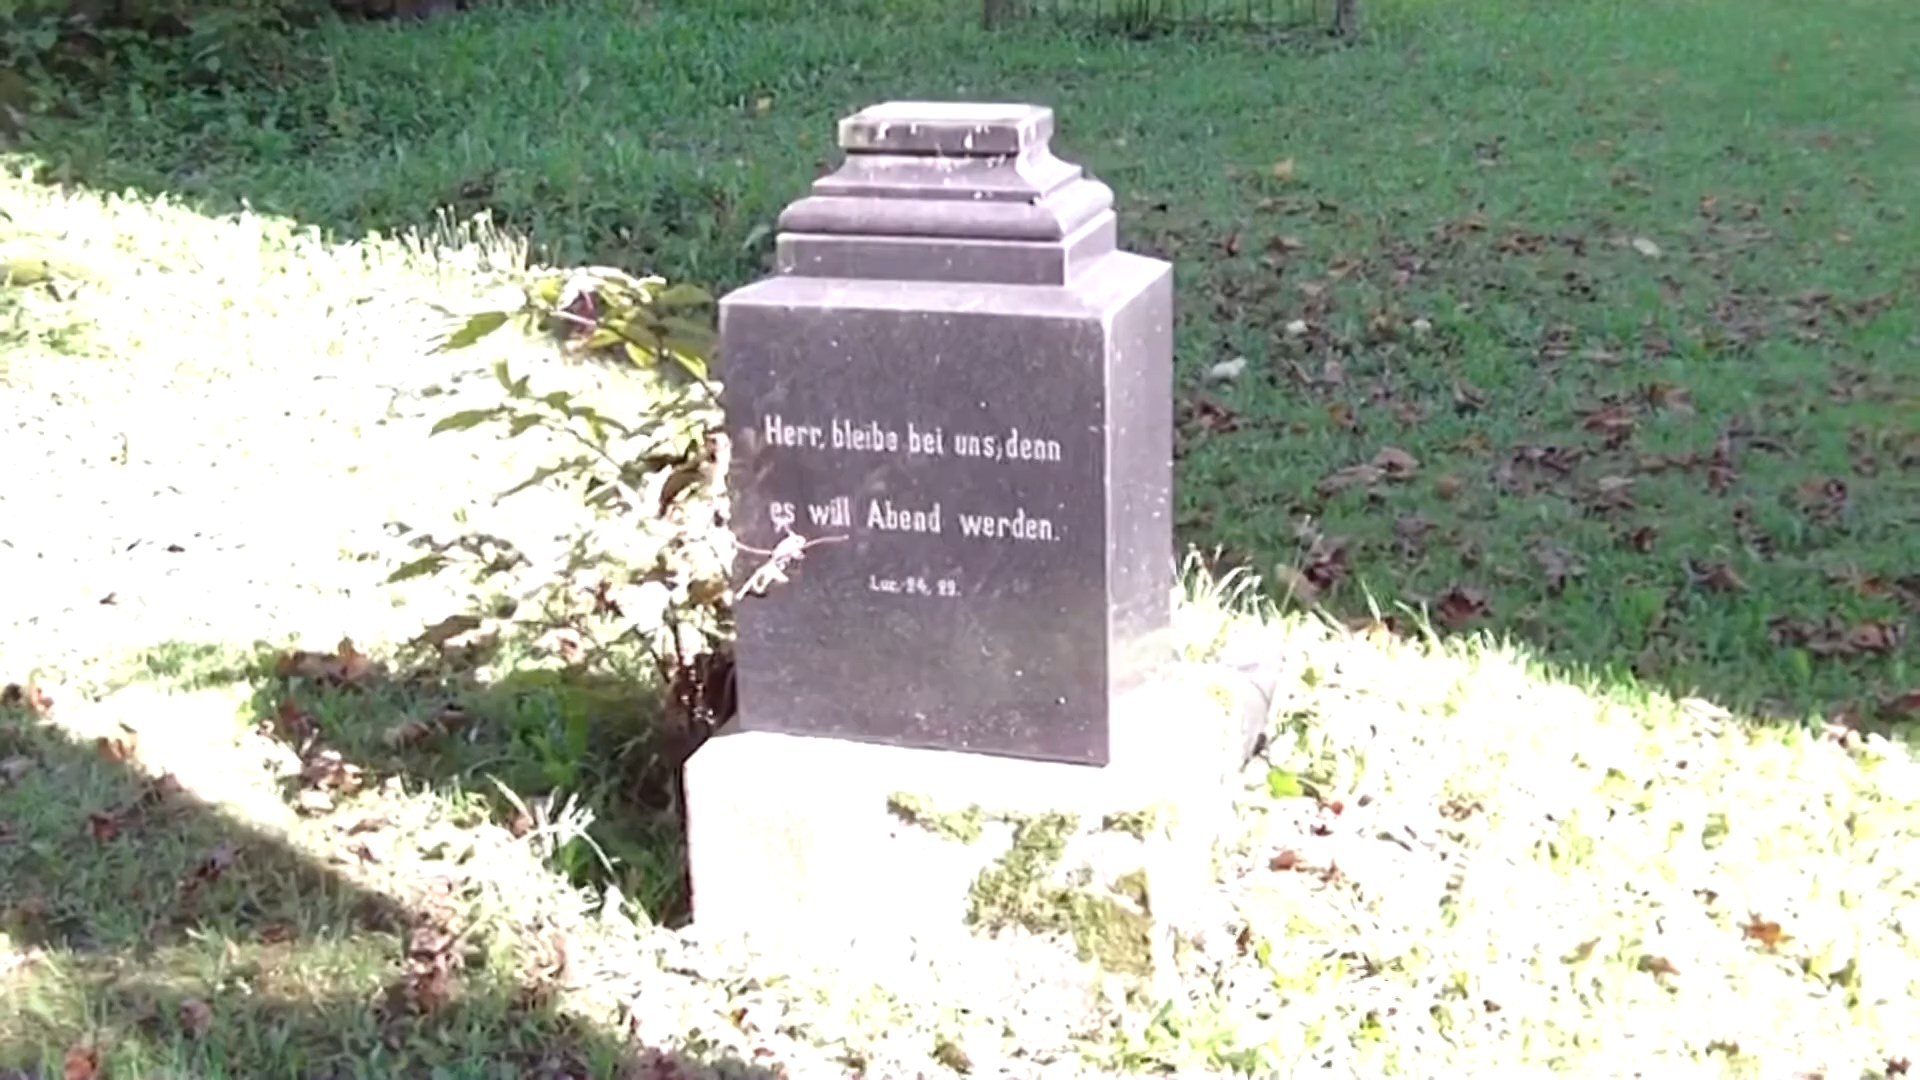 Herr, bleibe bei uns, denn
es will Abend werden.
Luc. 24, 29.